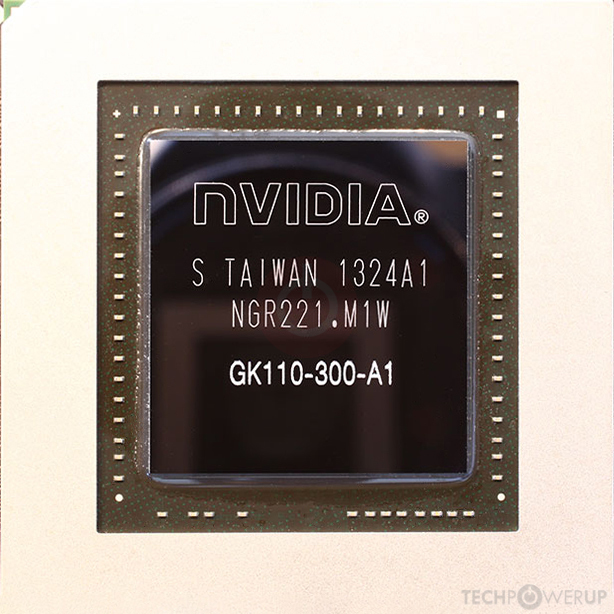 nVIDIA®
S TAIWAN 1324A1
NGR221.M1W
GK110-300-A1
TECHPOWERUP